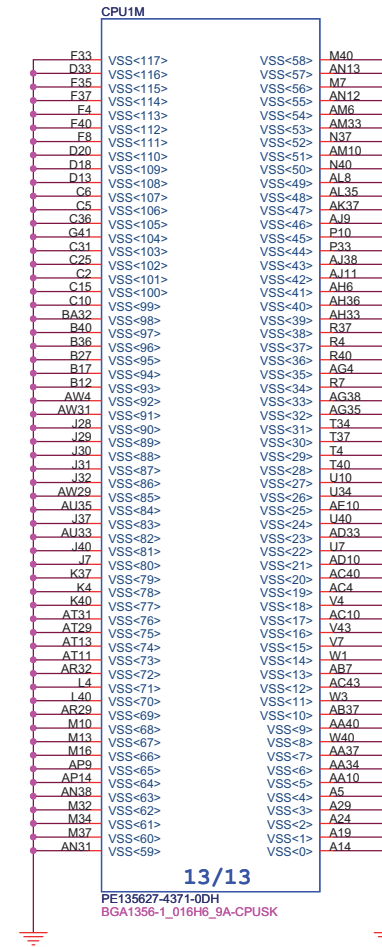 CPU1M
F33 VSS<117> VSS<58> M40
D33 VSS<116> VSS<57> AN13
F35 VSS<115> VSS<56> M7
F37 VSS<114> VSS<55> AN12
F4 VSS<113> VSS<54> AM6
F40 VSS<112> VSS<53> AM33
F8 VSS<111> VSS<52> N37
D20 VSS<110> VSS<51> AM10
D18 VSS<109> VSS<50> N40
D13 VSS<108> VSS<49> AL8
C6 VSS<107> VSS<48> AL35
C5 VSS<106> VSS<47> AK37
C36 VSS<105> VSS<46> AJ9
G41 VSS<104> VSS<45> P10
C31 VSS<103> VSS<44> P33
C25 VSS<102> VSS<43> AJ38
C2 VSS<101> VSS<42> AJ11
C15 VSS<100> VSS<41> AH6
C10 VSS<99> VSS<40> AH36
BA32 VSS<98> VSS<39> AH33
B40 VSS<97> VSS<38> R37
B36 VSS<96> VSS<37> R4
B27 VSS<95> VSS<36> R40
B17 VSS<94> VSS<35> AG4
B12 VSS<93> VSS<34> R7
AW4 VSS<92> VSS<33> AG38
AW31 VSS<91> VSS<32> AG35
J28 VSS<90> VSS<31> T34
J29 VSS<89> VSS<30> T37
J30 VSS<88> VSS<29> T4
J31 VSS<87> VSS<28> T40
J32 VSS<86> VSS<27> U10
AW29 VSS<85> VSS<26> U34
AU35 VSS<84> VSS<25> AE10
J37 VSS<83> VSS<24> U40
AU33 VSS<82> VSS<23> AD33
J40 VSS<81> VSS<22> U7
J7 VSS<80> VSS<21> AD10
K37 VSS<79> VSS<20> AC40
K4 VSS<78> VSS<19> AC4
K40 VSS<77> VSS<18> V4
AT31 VSS<76> VSS<17> AC10
AT29 VSS<75> VSS<16> V43
AT13 VSS<74> VSS<15> V7
AT11 VSS<73> VSS<14> W1
AR32 VSS<72> VSS<13> AB7
L4 VSS<71> VSS<12> AC43
L40 VSS<70> VSS<11> W3
AR29 VSS<69> VSS<10> AB37
M10 VSS<68> VSS<9> AA40
M13 VSS<67> VSS<8> W40
M16 VSS<66> VSS<7> AA37
AP9 VSS<65> VSS<6> AA34
AP14 VSS<64> VSS<5> AA10
AN38 VSS<63> VSS<4> A5
M32 VSS<62> VSS<3> A29
M34 VSS<61> VSS<2> A24
M37 VSS<60> VSS<1> A19
AN31 VSS<59> VSS<0> A14
13/13
PE135627-4371-0DH
BGA1356-1_016H6_9A-CPUSK